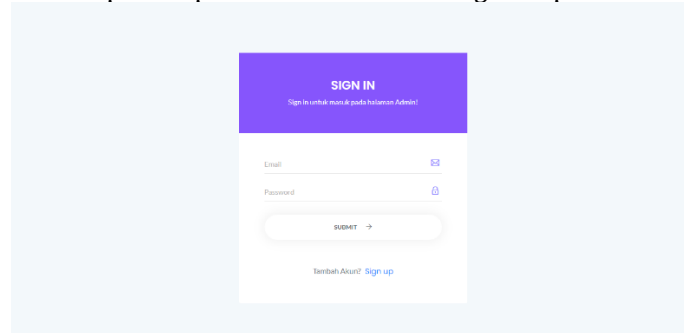 SIGN IN
Sign in untuk masuk pada halaman Admin!
Email
Password
SUBMIT →
Tambah Akun? Sign up